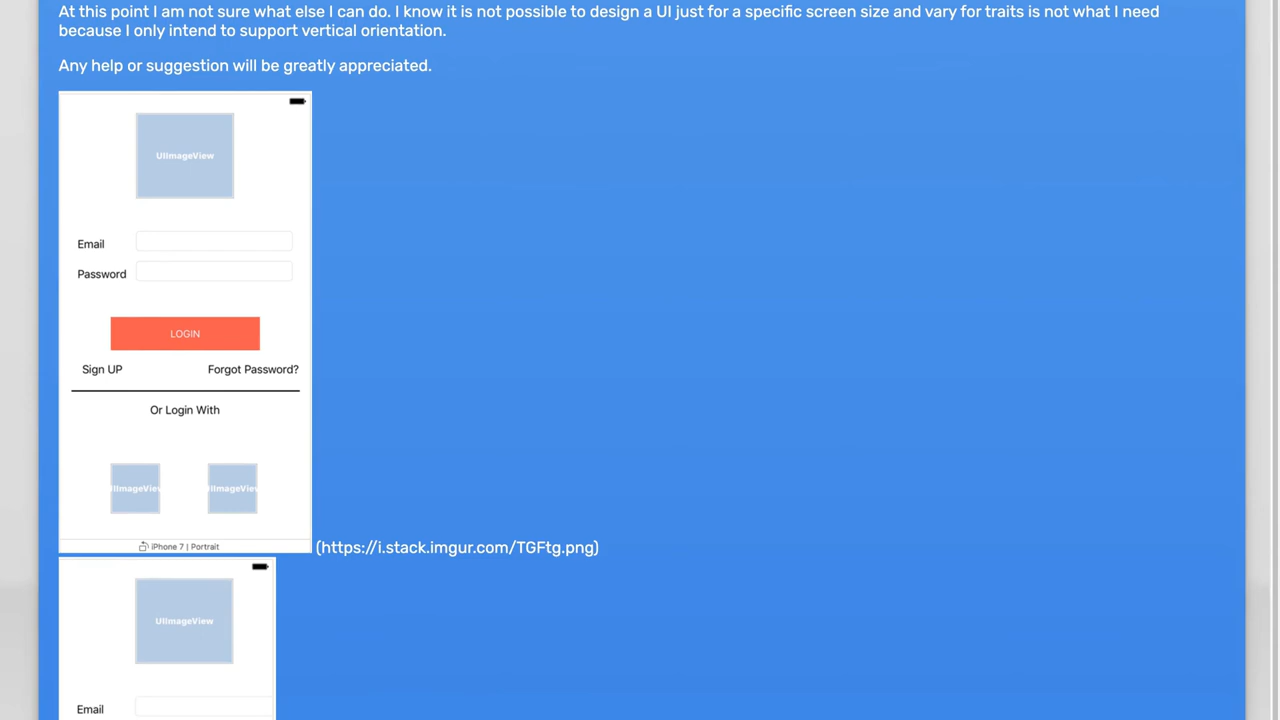 At this point I am not sure what else I can do. I know it is not possible to design a UI just for a specific screen size and vary for traits is not what I need
because I only intend to support vertical orientation.
Any help or suggestion will be greatly appreciated.
UIImageView
Email
Password
LOGIN
Sign UP Forgot Password?
Or Login With
UIImageView UIImageView
iPhone 7 | Portrait
(https://i.stack.imgur.com/TGFtg.png)
UIImageView
Email